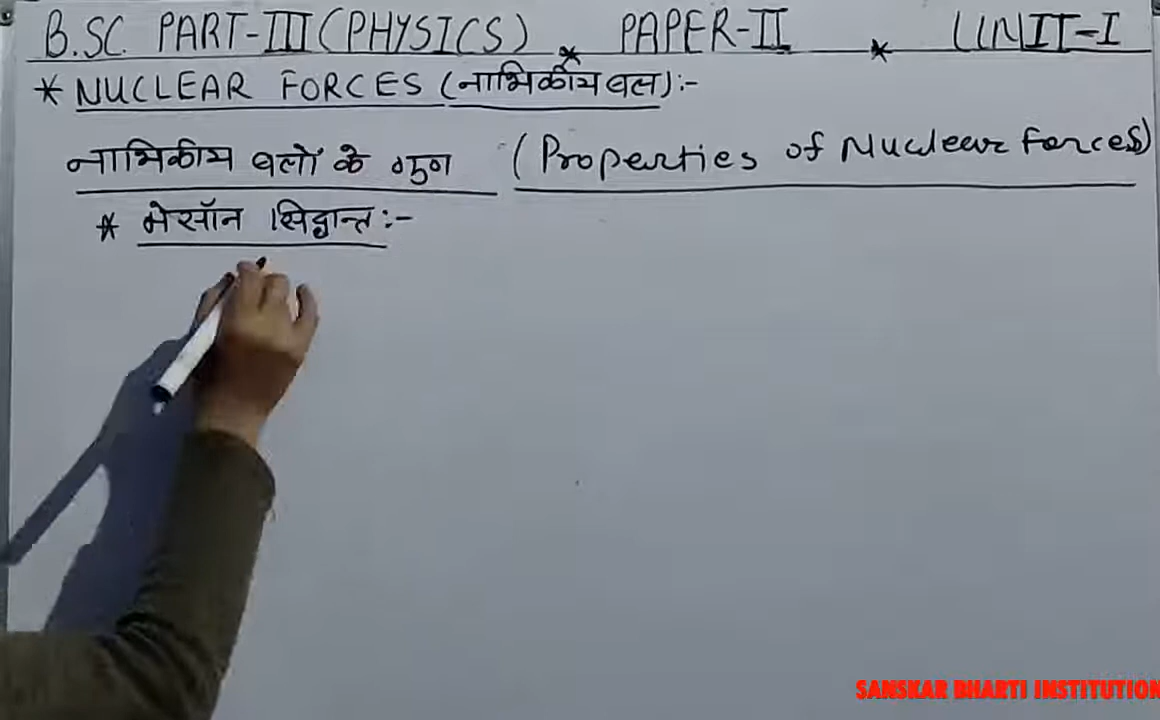 B.SC. PART-III (PHYSICS) * PAPER-II * UNIT-I
* NUCLEAR FORCES (नाभिकीय बल) :-
नाभिकीय बलों के गुण (Properties of Nuclear Forces)
* मेसॉन सिद्धान्त :-
SANSKAR BHARTI INSTITUTION